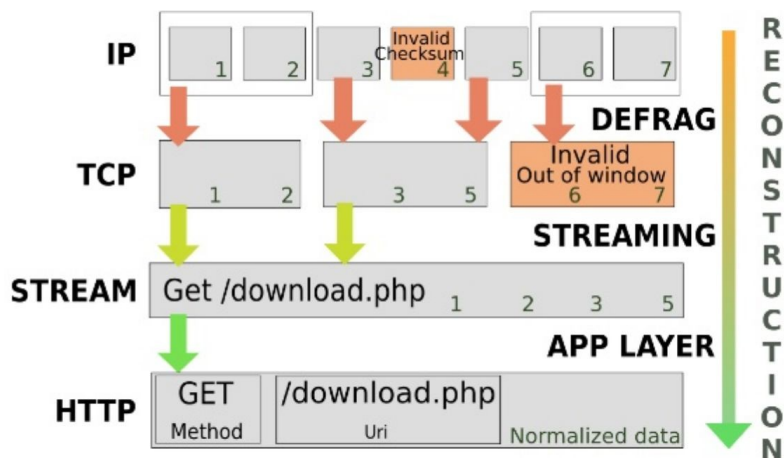 IP
1 2 3 Invalid Checksum 4 5 6 7
DEFRAG
TCP
1 2 3 5 Invalid
Out of window
6 7
STREAMING
STREAM Get /download.php 1 2 3 5
APP LAYER
HTTP
GET /download.php
Method Uri Normalized data
RECONSTRUCTION